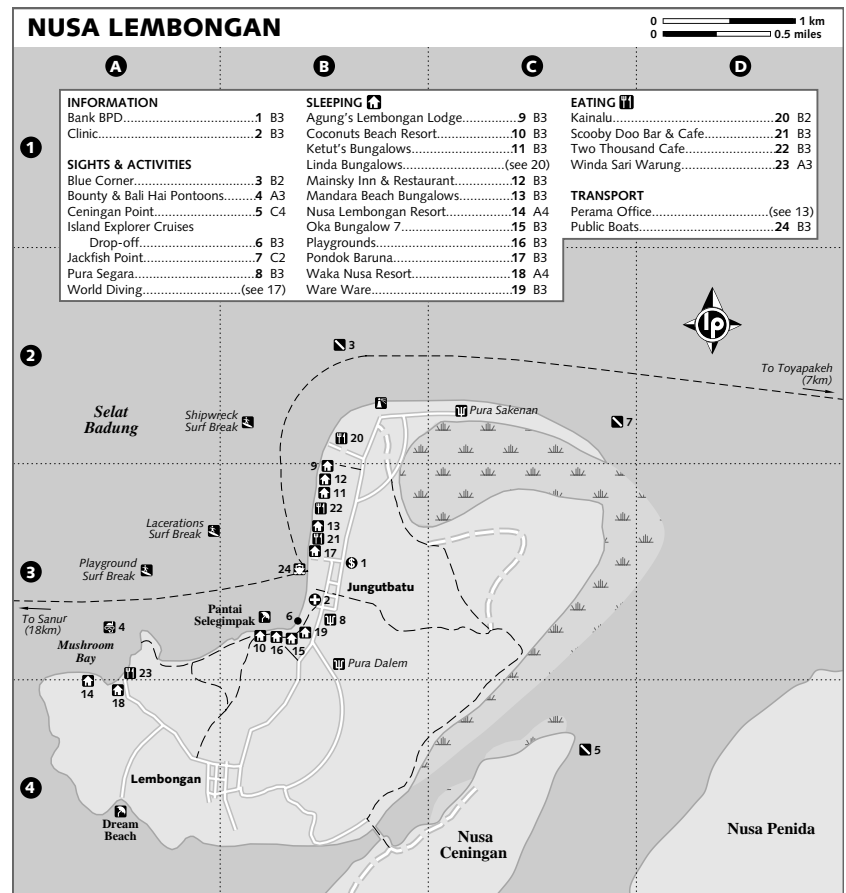 NUSA LEMBONGAN
0 1 km
0 0.5 miles
A B C D
1
INFORMATION
Bank BPD 1 B3
Clinic 2 B3
SIGHTS & ACTIVITIES
Blue Corner 3 B2
Bounty & Bali Hai Pontoons 4 A3
Ceningan Point 5 C4
Island Explorer Cruises
Drop-off 6 B3
Jackfish Point 7 C2
Pura Segara 8 B3
World Diving (see 17)
SLEEPING
Agung's Lembongan Lodge 9 B3
Coconuts Beach Resort 10 B3
Ketut's Bungalows 11 B3
Linda Bungalows (see 20)
Mainsky Inn & Restaurant 12 B3
Mandara Beach Bungalows 13 B3
Nusa Lembongan Resort 14 A4
Oka Bungalow 7 15 B3
Playgrounds 16 B3
Pondok Baruna 17 B3
Waka Nusa Resort 18 A4
Ware Ware 19 B3
EATING
Kainalu 20 B2
Scooby Doo Bar & Cafe 21 B3
Two Thousand Cafe 22 B3
Winda Sari Warung 23 A3
TRANSPORT
Perama Office (see 13)
Public Boats 24 B3
lp
2
3
To Toyapakeh
(7km)
Selat
Badung
Shipwreck
Surf Break
Pura Sakenan
7
20
9
12
11
22
13
21
17
Lacerations
Surf Break
Playground
Surf Break
3
24
1
Jungutbatu
2
To Sanur
(18km)
4
Mushroom
Bay
Pantai
Selegimpak
6
8
19
10
16
15
Pura Dalem
23
14
18
5
4
Lembongan
Dream
Beach
Nusa
Ceningan
Nusa Penida